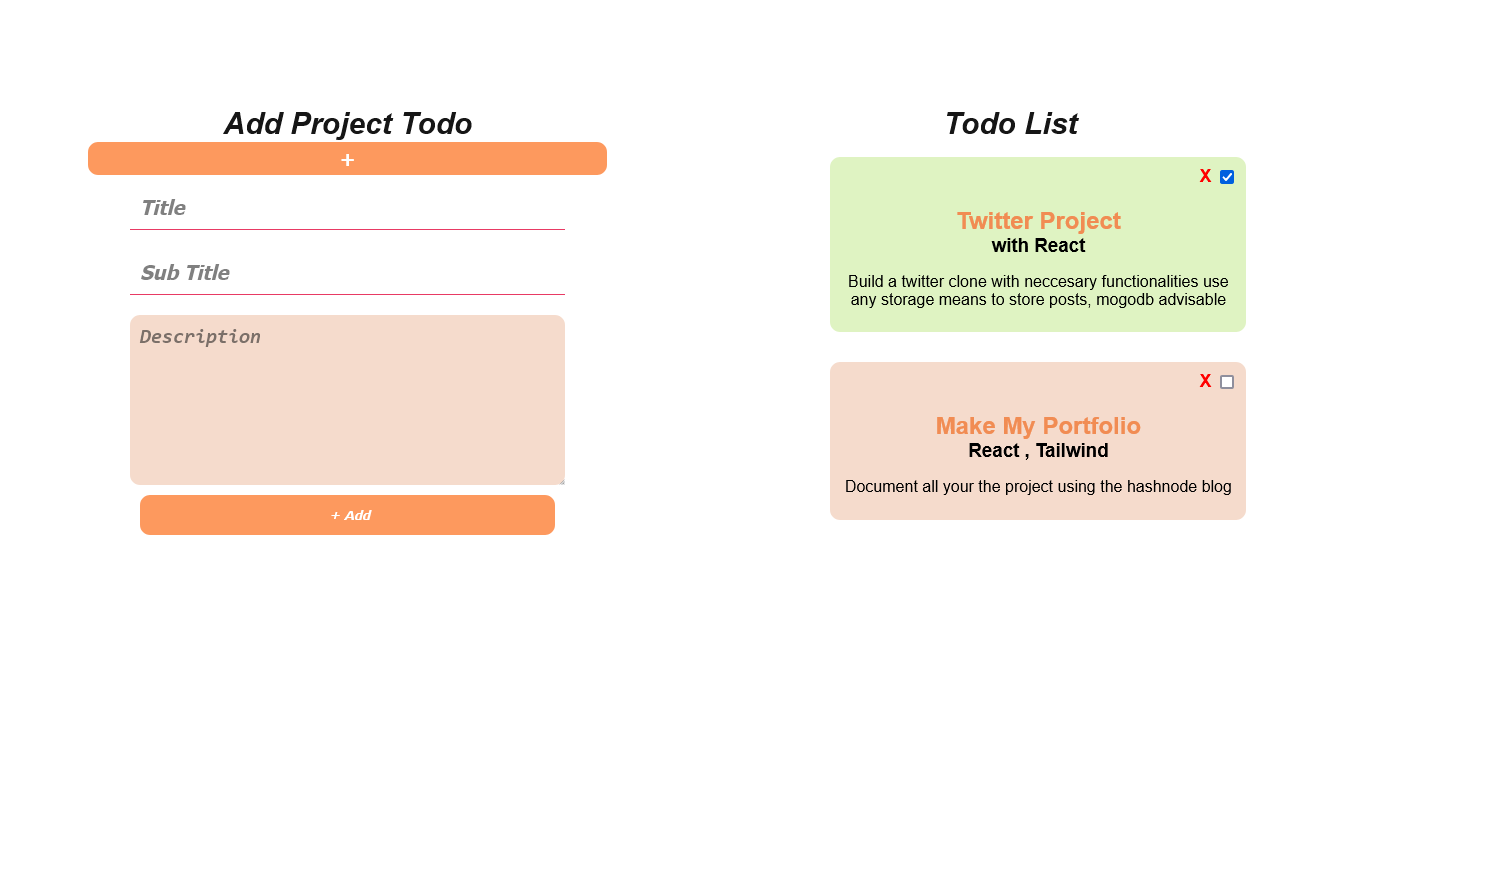 Add Project Todo
+
Title
Sub Title
Description
+ Add
Todo List
X
Twitter Project
with React
Build a twitter clone with neccesary functionalities use
any storage means to store posts, mogodb advisable
X
Make My Portfolio
React , Tailwind
Document all your the project using the hashnode blog